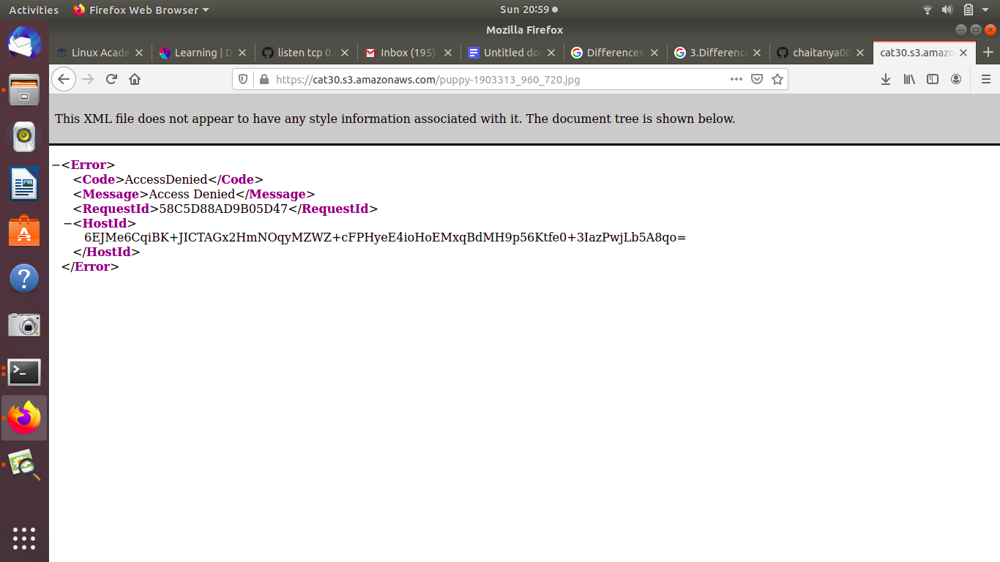 Activities Firefox Web Browser Sun 20:59
Mozilla Firefox
Linux Acade Learning | D listen tcp 0. Inbox (195) Untitled do Differences 3.Difference chaitanya00 cat30.s3.amazo
https://cat30.s3.amazonaws.com/puppy-1903313_960_720.jpg
This XML file does not appear to have any style information associated with it. The document tree is shown below.
−<Error>
<Code>AccessDenied</Code>
<Message>Access Denied</Message>
<RequestId>58C5D88AD9B05D47</RequestId>
−<HostId>
6EJMe6CqiBK+JICTAGx2HmNOqyMZWZ+cFPHyeE4ioHoEMxqBdMH9p56Ktfe0+3IazPwjLb5A8qo=
</HostId>
</Error>